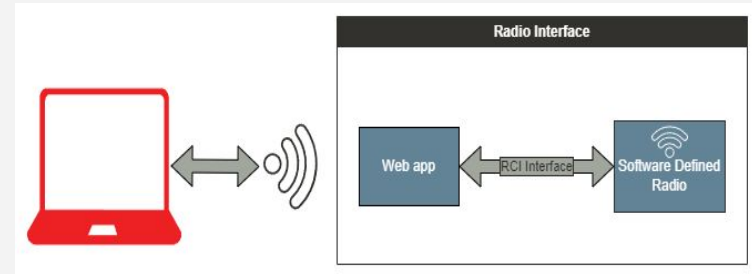 Radio Interface
Web app
RCI Interface
Software Defined
Radio